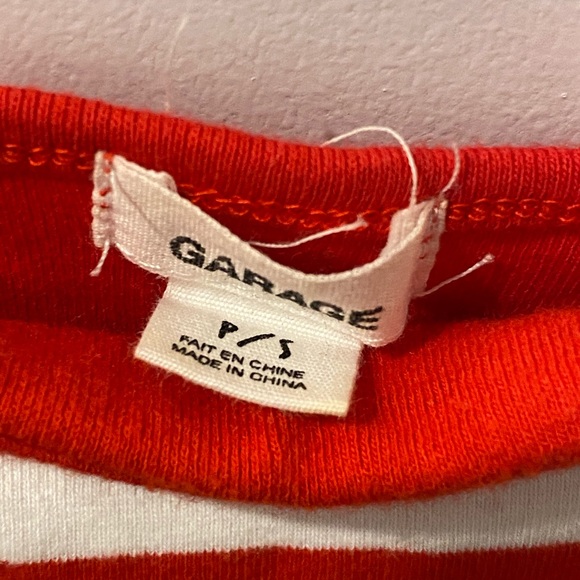 GARAGE
P/S
FAIT EN CHINE
MADE IN CHINA